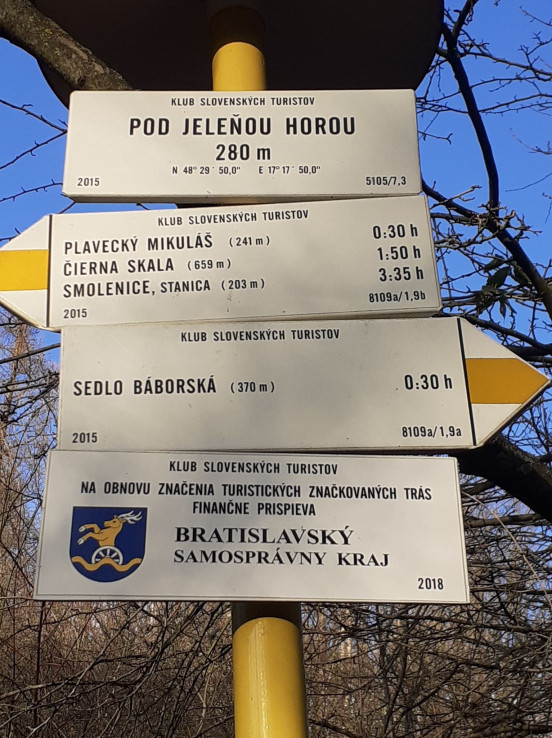 KLUB SLOVENSKÝCH TURISTOV
POD JELEŇOU HOROU
280 m
N 48° 29´ 50,0" E 17° 17´ 50,0"
2015 5105/7,3
KLUB SLOVENSKÝCH TURISTOV
PLAVECKÝ MIKULÁŠ (241 m) 0:30 h
ČIERNA SKALA (659 m) 1:50 h
SMOLENICE, STANICA (203 m) 3:35 h
2015 8109a/1,9b
KLUB SLOVENSKÝCH TURISTOV
SEDLO BÁBORSKÁ (370 m) 0:30 h
2015 8109a/1,9a
KLUB SLOVENSKÝCH TURISTOV
NA OBNOVU ZNAČENIA TURISTICKÝCH ZNAČKOVANÝCH TRÁS
FINANČNE PRISPIEVA
BRATISLAVSKÝ
SAMOSPRÁVNY KRAJ
2018